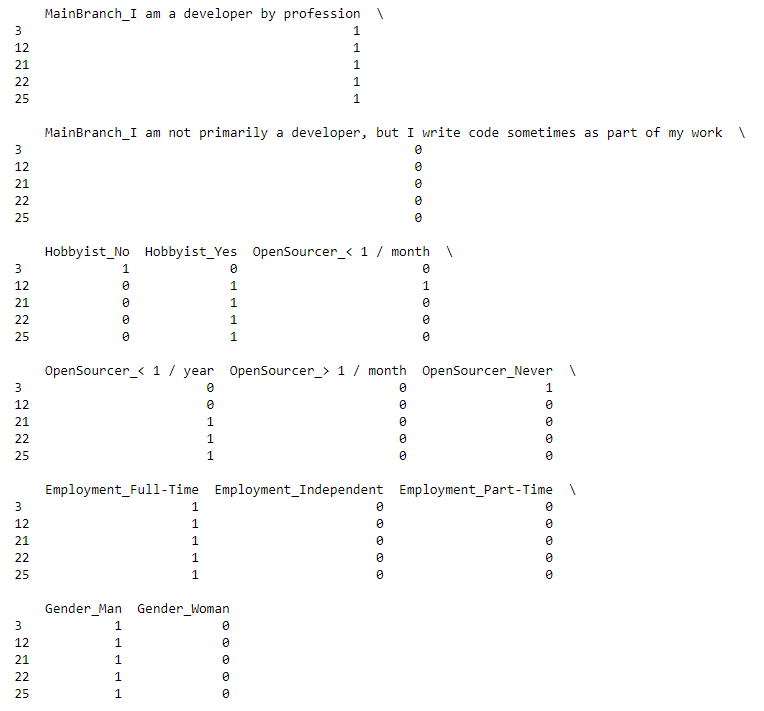 MainBranch_I am a developer by profession \
3 1
12 1
21 1
22 1
25 1
MainBranch_I am not primarily a developer, but I write code sometimes as part of my work \
3 0
12 0
21 0
22 0
25 0
Hobbyist_No Hobbyist_Yes OpenSourcer_< 1 / month \
3 1 0 0
12 0 1 1
21 0 1 0
22 0 1 0
25 0 1 0
OpenSourcer_< 1 / year OpenSourcer_> 1 / month OpenSourcer_Never \
3 0 0 1
12 0 0 0
21 1 0 0
22 1 0 0
25 1 0 0
Employment_Full-Time Employment_Independent Employment_Part-Time \
3 1 0 0
12 1 0 0
21 1 0 0
22 1 0 0
25 1 0 0
Gender_Man Gender_Woman
3 1 0
12 1 0
21 1 0
22 1 0
25 1 0